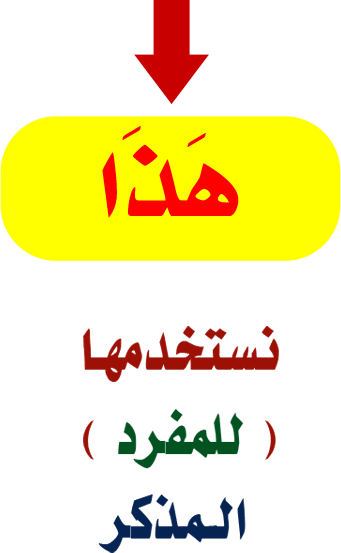 هَذَا
نستخدمها
( للمفرد )
المذكر